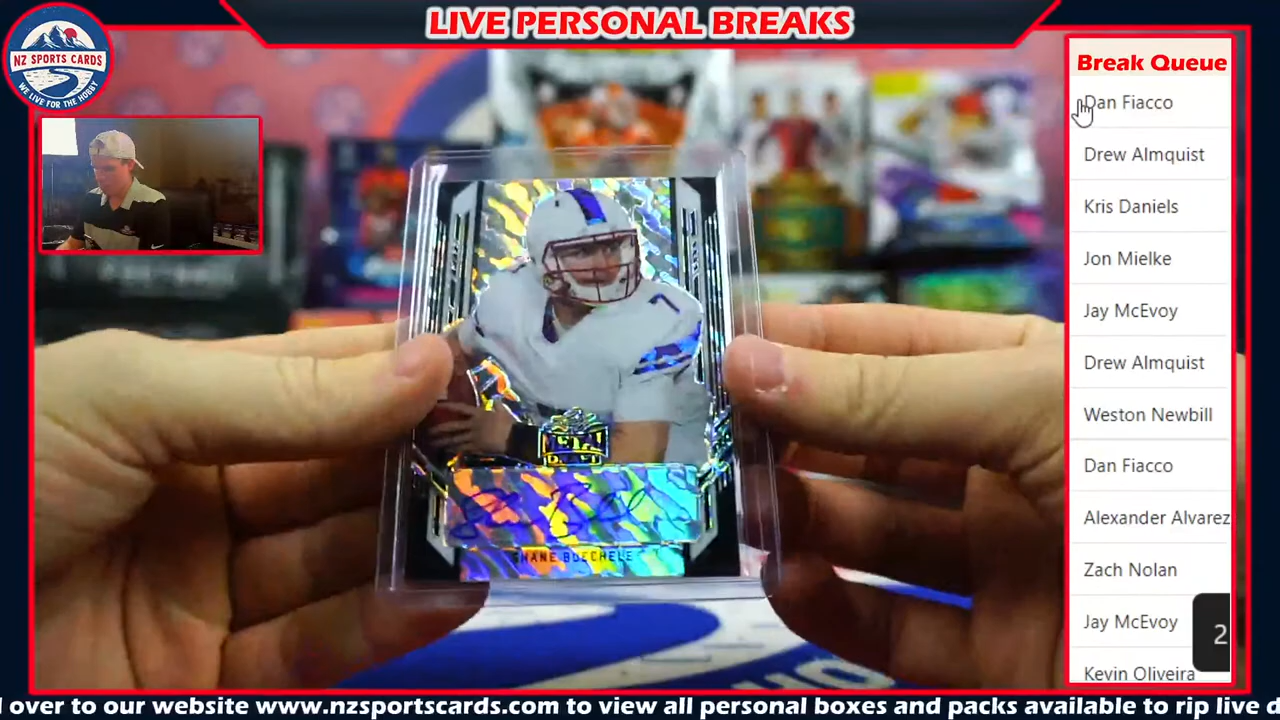 LIVE PERSONAL BREAKS
NZ SPORTS CARDS
WE LIVE FOR THE HOBBY
Break Queue
Dan Fiacco
Drew Almquist
Kris Daniels
Jon Mielke
Jay McEvoy
Drew Almquist
Weston Newbill
Dan Fiacco
Alexander Alvarez
Zach Nolan
Jay McEvoy
2
Kevin Oliveira
7
METAL
DRAFT
SHANE BUECHELE
l over to our website www.nzsportscards.com to view all personal boxes and packs available to rip live